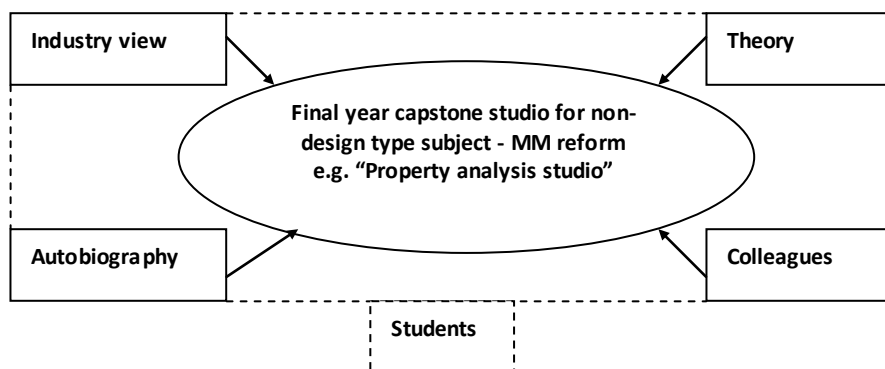 Industry view
Theory
Final year capstone studio for non-
design type subject - MM reform
e.g. “Property analysis studio”
Autobiography
Colleagues
Students